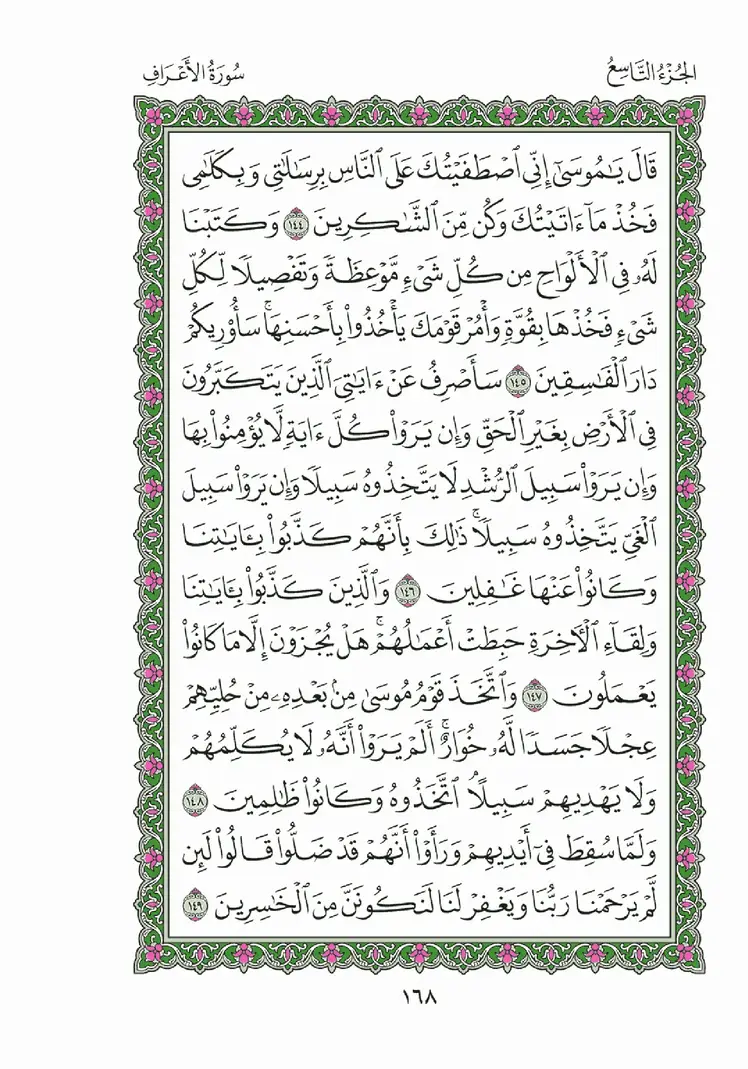 الجُزْءُ التَّاسِعُ
سُورَةُ الأَعْرَافِ
قَالَ يَٰمُوسَىٰٓ إِنِّي ٱصۡطَفَيۡتُكَ عَلَى ٱلنَّاسِ بِرِسَٰلَٰتِي وَبِكَلَٰمِي
فَخُذۡ مَآ ءَاتَيۡتُكَ وَكُن مِّنَ ٱلشَّٰكِرِينَ ١٤٤ وَكَتَبۡنَا
لَهُۥ فِي ٱلۡأَلۡوَاحِ مِن كُلِّ شَيۡءٖ مَّوۡعِظَةٗ وَتَفۡصِيلٗا لِّكُلِّ
شَيۡءٖ فَخُذۡهَا بِقُوَّةٖ وَأۡمُرۡ قَوۡمَكَ يَأۡخُذُواْ بِأَحۡسَنِهَاۚ سَأُوْرِيكُمۡ
دَارَ ٱلۡفَٰسِقِينَ ١٤٥ سَأَصۡرِفُ عَنۡ ءَايَٰتِيَ ٱلَّذِينَ يَتَكَبَّرُونَ
فِي ٱلۡأَرۡضِ بِغَيۡرِ ٱلۡحَقِّ وَإِن يَرَوۡاْ كُلَّ ءَايَةٖ لَّا يُؤۡمِنُواْ بِهَا
وَإِن يَرَوۡاْ سَبِيلَ ٱلرُّشۡدِ لَا يَتَّخِذُوهُ سَبِيلٗا وَإِن يَرَوۡاْ سَبِيلَ
ٱلۡغَيِّ يَتَّخِذُوهُ سَبِيلٗاۚ ذَٰلِكَ بِأَنَّهُمۡ كَذَّبُواْ بِـَٔايَٰتِنَا
وَكَانُواْ عَنۡهَا غَٰفِلِينَ ١٤٦ وَٱلَّذِينَ كَذَّبُواْ بِـَٔايَٰتِنَا
وَلِقَآءِ ٱلۡأٓخِرَةِ حَبِطَتۡ أَعۡمَٰلُهُمۡۚ هَلۡ يُجۡزَوۡنَ إِلَّا مَا كَانُواْ
يَعۡمَلُونَ ١٤٧ وَٱتَّخَذَ قَوۡمُ مُوسَىٰ مِنۢ بَعۡدِهِۦ مِنۡ حُلِيِّهِمۡ
عِجۡلٗا جَسَدٗا لَّهُۥ خُوَارٌۚ أَلَمۡ يَرَوۡاْ أَنَّهُۥ لَا يُكَلِّمُهُمۡ
وَلَا يَهۡدِيهِمۡ سَبِيلًاۘ ٱتَّخَذُوهُ وَكَانُواْ ظَٰلِمِينَ ١٤٨
وَلَمَّا سُقِطَ فِيٓ أَيۡدِيهِمۡ وَرَأَوۡاْ أَنَّهُمۡ قَدۡ ضَلُّواْ قَالُواْ لَئِن
لَّمۡ يَرۡحَمۡنَا رَبُّنَا وَيَغۡفِرۡ لَنَا لَنَكُونَنَّ مِنَ ٱلۡخَٰسِرِينَ ١٤٩
١٦٨